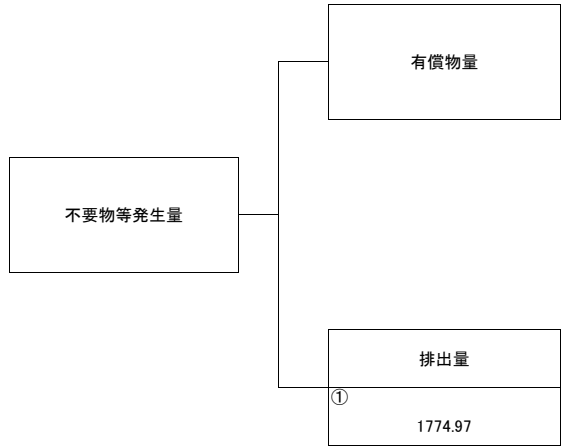 有償物量
不要物等発生量
排出量
①
1774.97